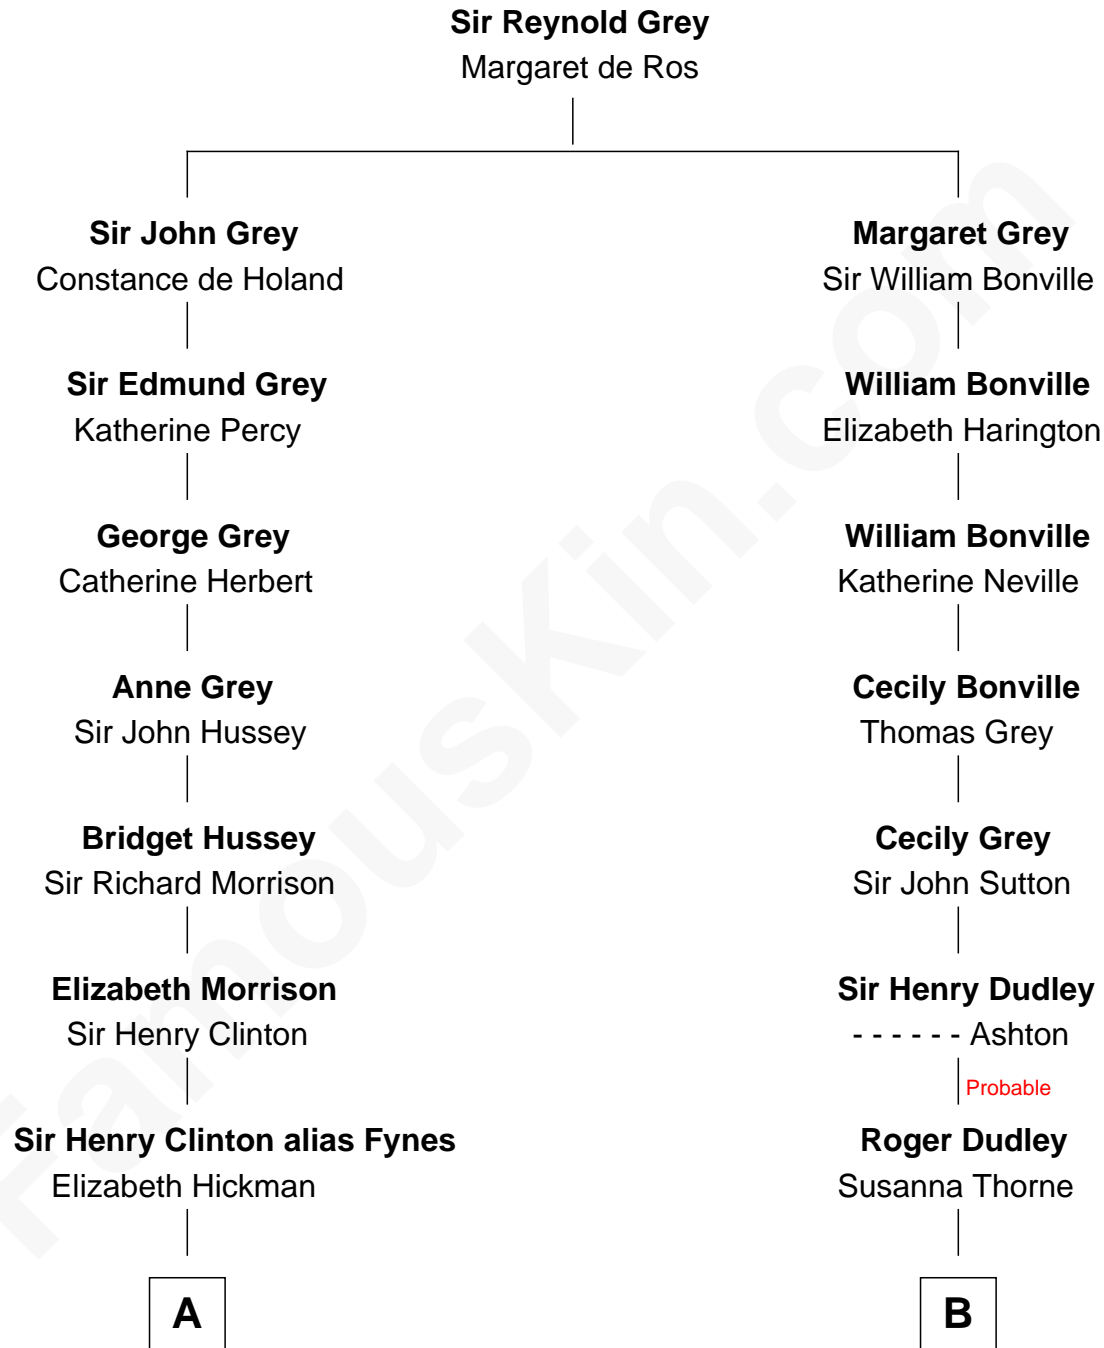 Sir Reynold Grey
Margaret de Ros
Sir John Grey
Constance de Holand
Margaret Grey
Sir William Bonville
Sir Edmund Grey
Katherine Percy
William Bonville
Elizabeth Harington
George Grey
Catherine Herbert
William Bonville
Katherine Neville
Anne Grey
Sir John Hussey
Cecily Bonville
Thomas Grey
Bridget Hussey
Sir Richard Morrison
Cecily Grey
Sir John Sutton
Elizabeth Morrison
Sir Henry Clinton
Sir Henry Dudley
- - - - - - Ashton
Probable
Sir Henry Clinton alias Fynes
Elizabeth Hickman
Roger Dudley
Susanna Thorne
A
B
FamousKin.com